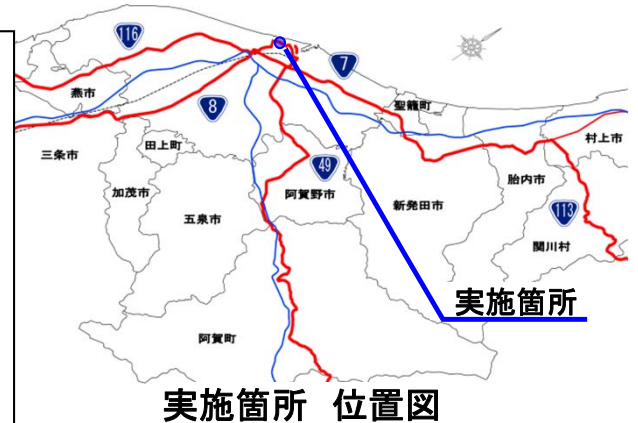 116
7
8
燕市
聖籠町
三条市
田上町
村上市
49
加茂市
阿賀野市
胎内市
五泉市
新発田市
113
関川村
実施箇所
阿賀町
実施箇所 位置図